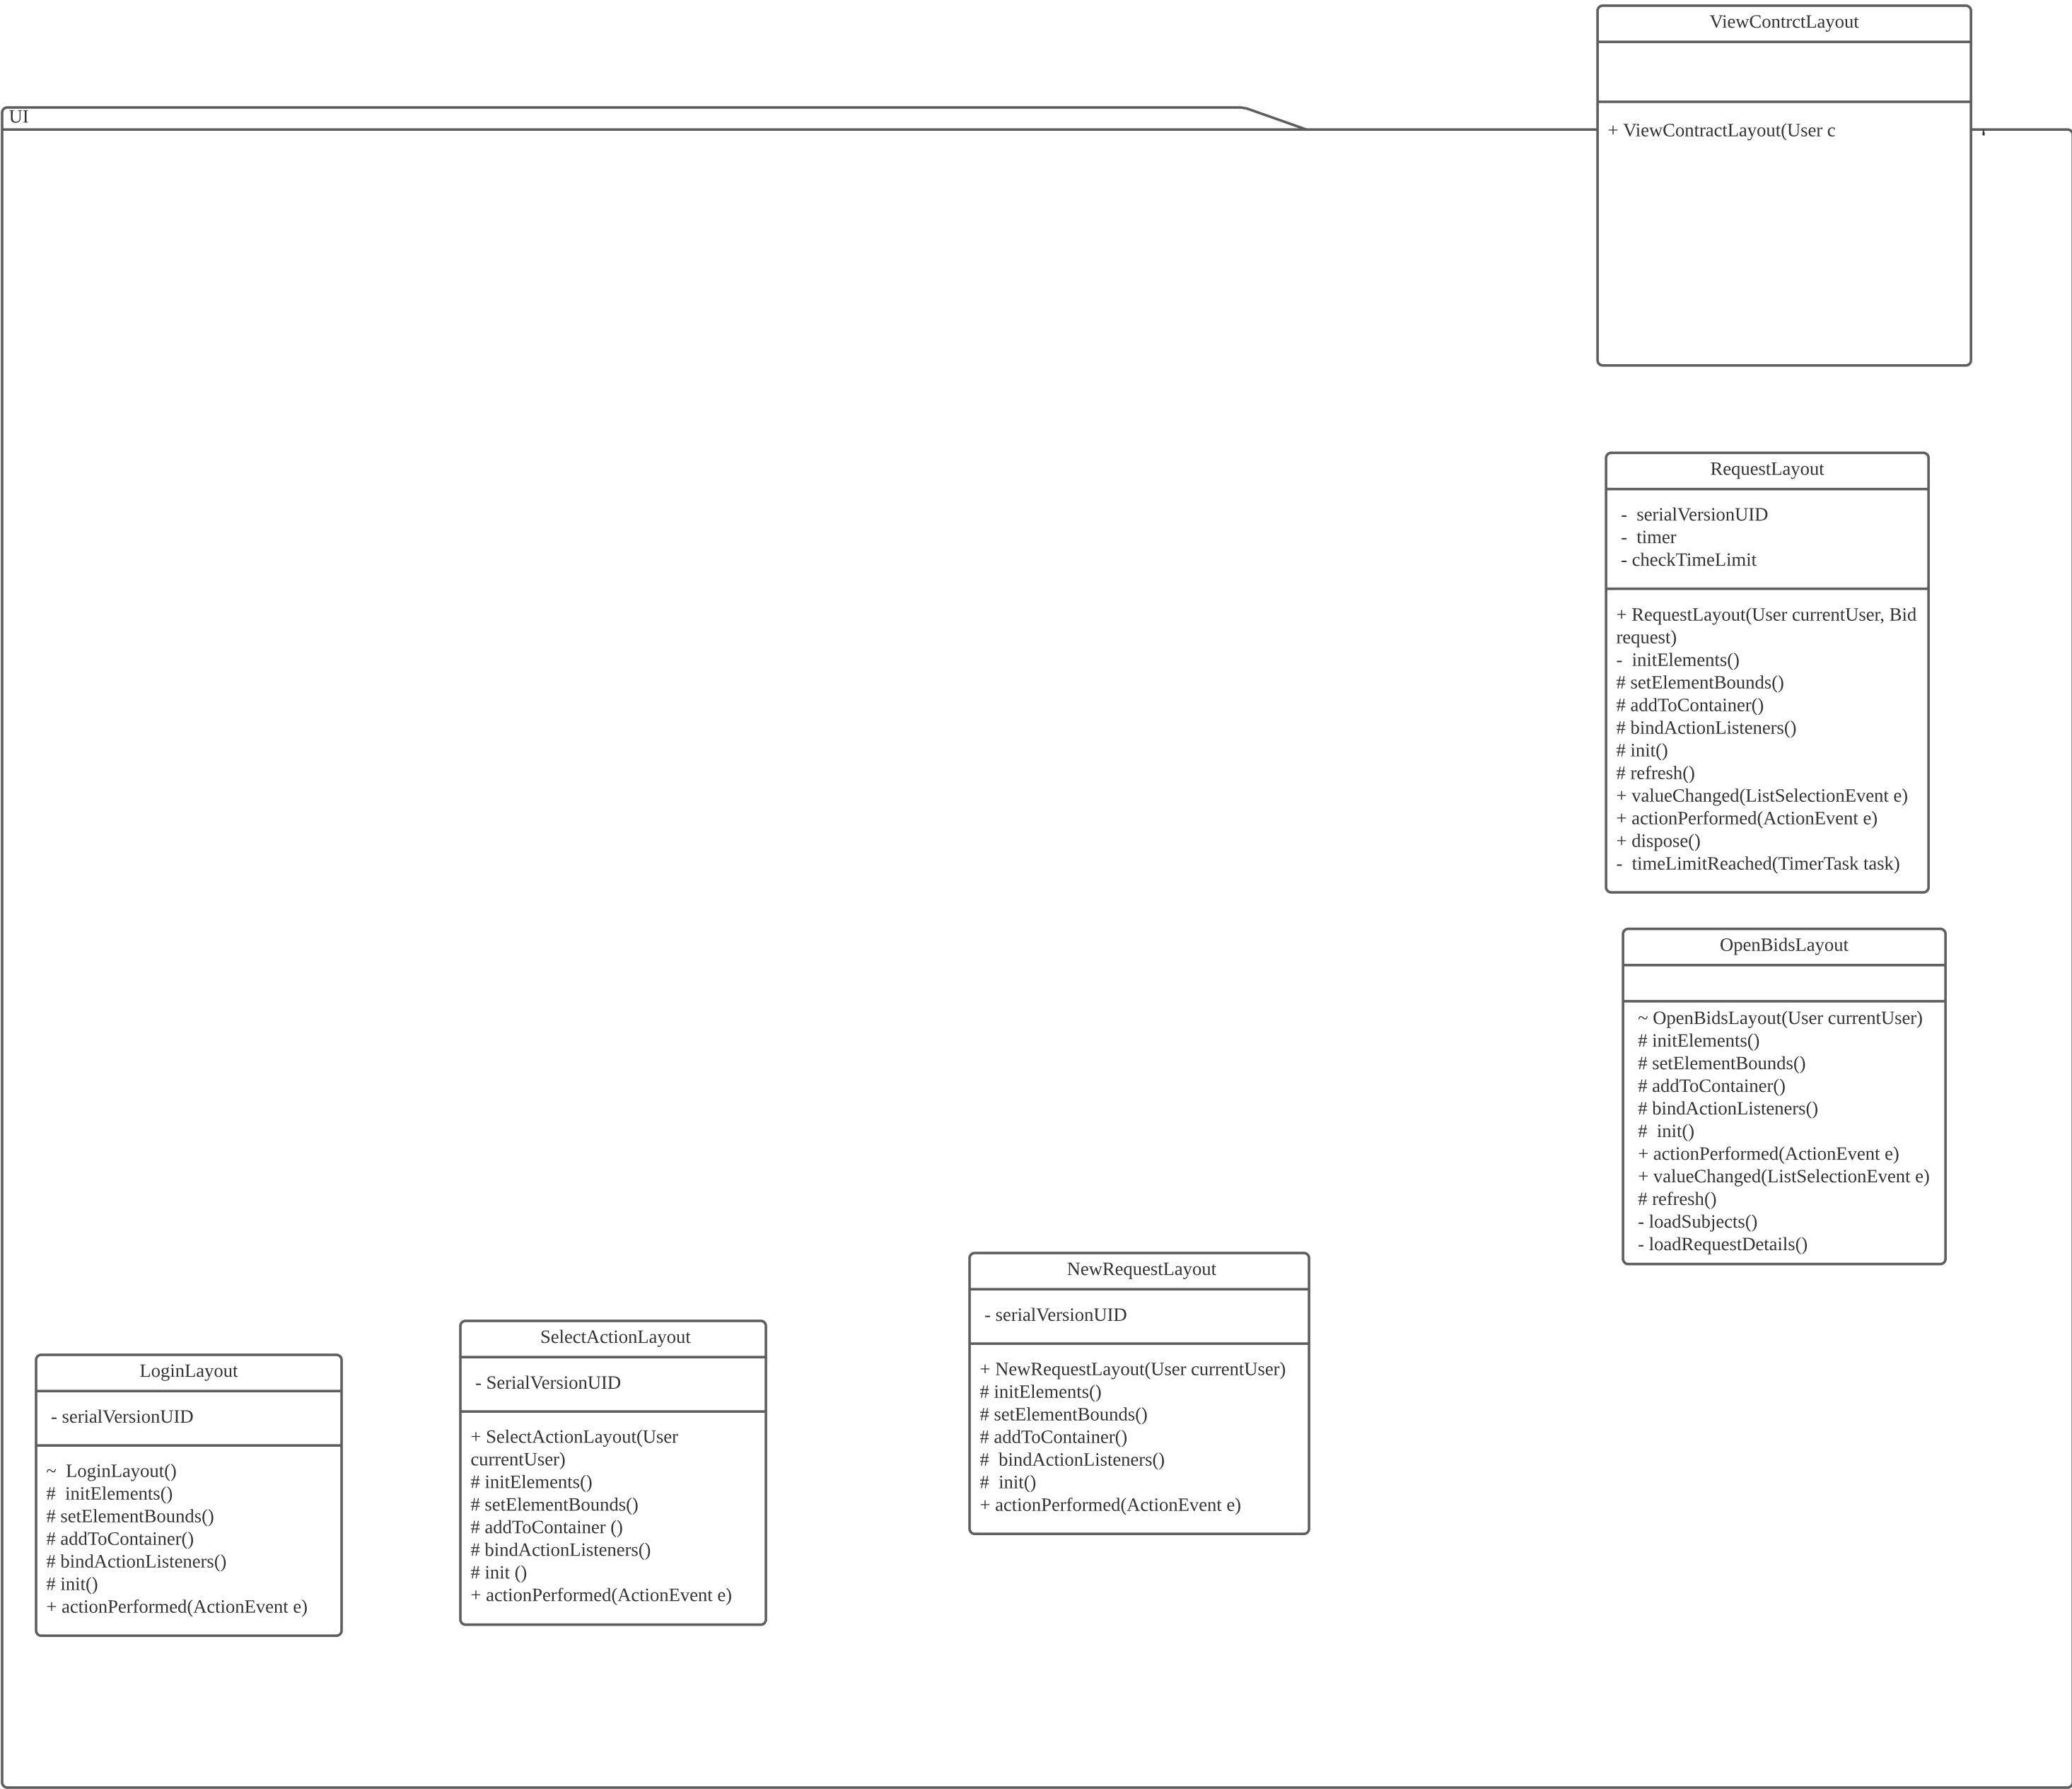 ViewContrctLayout
+ ViewContractLayout(User c
UI
RequestLayout
-  serialVersionUID
-  timer
- checkTimeLimit
+ RequestLayout(User currentUser, Bid
request)
-  initElements()
# setElementBounds()
# addToContainer()
# bindActionListeners()
# init()
# refresh()
+ valueChanged(ListSelectionEvent e)
+ actionPerformed(ActionEvent e)
+ dispose()
-  timeLimitReached(TimerTask task)
OpenBidsLayout
~ OpenBidsLayout(User currentUser)
# initElements()
# setElementBounds()
# addToContainer()
# bindActionListeners()
#  init()
+ actionPerformed(ActionEvent e)
+ valueChanged(ListSelectionEvent e)
# refresh()
- loadSubjects()
- loadRequestDetails()
NewRequestLayout
- serialVersionUID
+ NewRequestLayout(User currentUser)
# initElements()
# setElementBounds()
# addToContainer()
#  bindActionListeners()
#  init()
+ actionPerformed(ActionEvent e)
SelectActionLayout
- SerialVersionUID
+ SelectActionLayout(User
currentUser)
# initElements()
# setElementBounds()
# addToContainer ()
# bindActionListeners()
# init ()
+ actionPerformed(ActionEvent e)
LoginLayout
- serialVersionUID
~  LoginLayout()
#  initElements()
# setElementBounds()
# addToContainer()
# bindActionListeners()
# init()
+ actionPerformed(ActionEvent e)